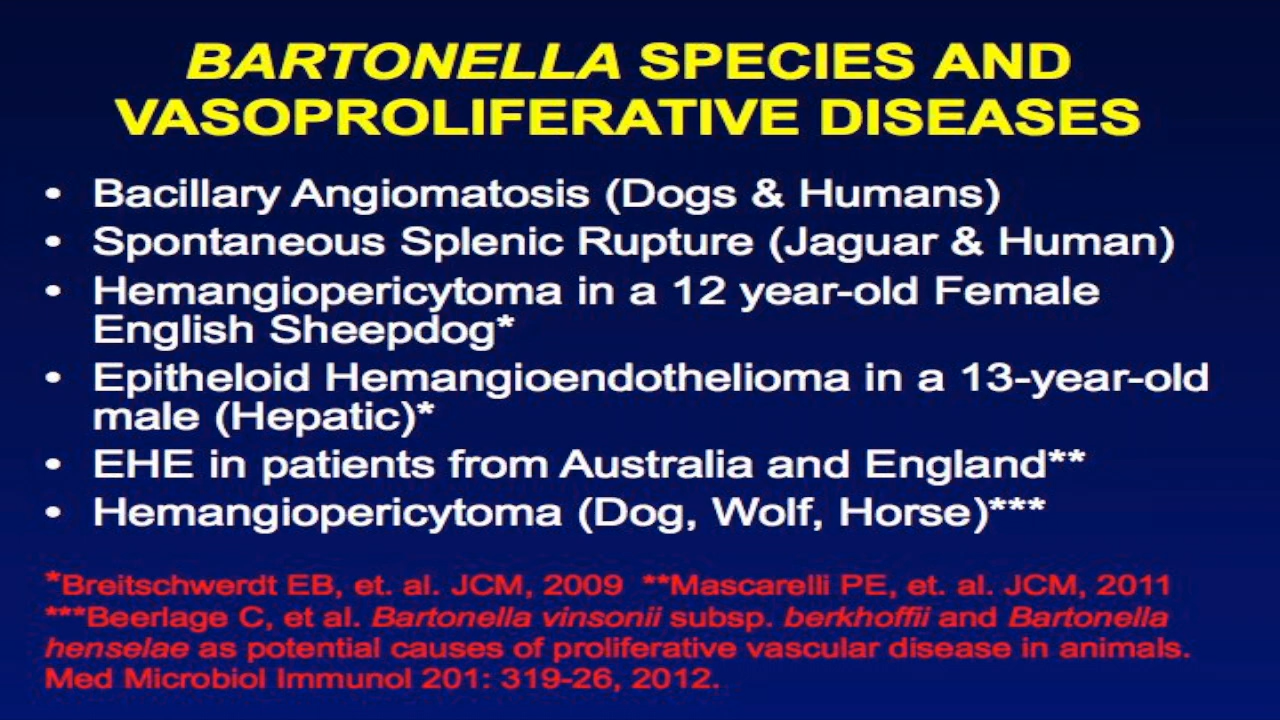 BARTONELLA SPECIES AND
VASOPROLIFERATIVE DISEASES
• Bacillary Angiomatosis (Dogs & Humans)
• Spontaneous Splenic Rupture (Jaguar & Human)
• Hemangiopericytoma in a 12 year-old Female
English Sheepdog*
• Epitheloid Hemangioendothelioma in a 13-year-old
male (Hepatic)*
• EHE in patients from Australia and England**
• Hemangiopericytoma (Dog, Wolf, Horse)***
*Breitschwerdt EB, et. al. JCM, 2009 **Mascarelli PE, et. al. JCM, 2011
***Beerlage C, et al. Bartonella vinsonii subsp. berkhoffii and Bartonella
henselae as potential causes of proliferative vascular disease in animals.
Med Microbiol Immunol 201: 319-26, 2012.